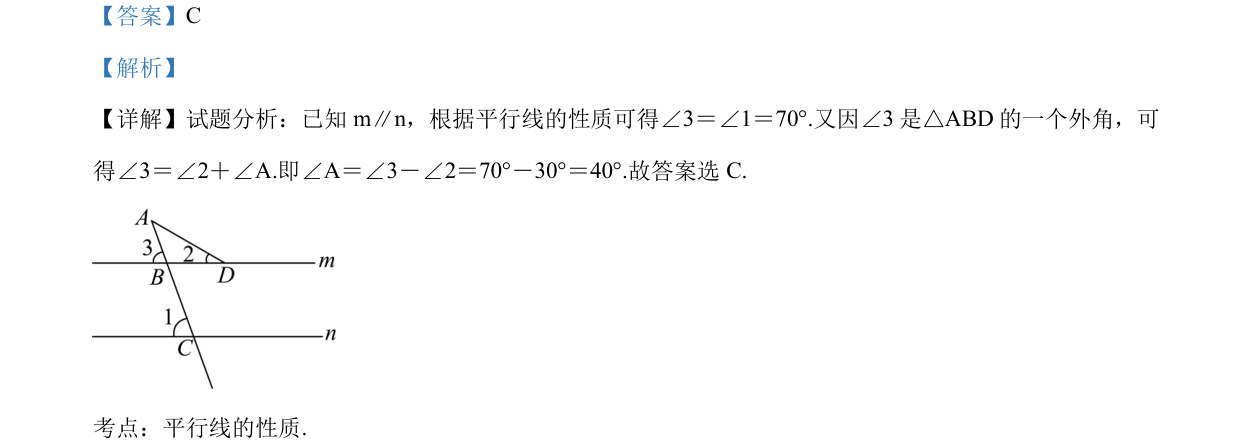 【答案】C
【解析】
【详解】试题分析：已知 m∥n，根据平行线的性质可得∠3＝∠1＝70°.又因∠3 是△ABD 的一个外角，可
得∠3＝∠2＋∠A.即∠A＝∠3－∠2＝70°－30°＝40°.故答案选 C.
A
3 2 m
B D
1 n
C
考点：平行线的性质.